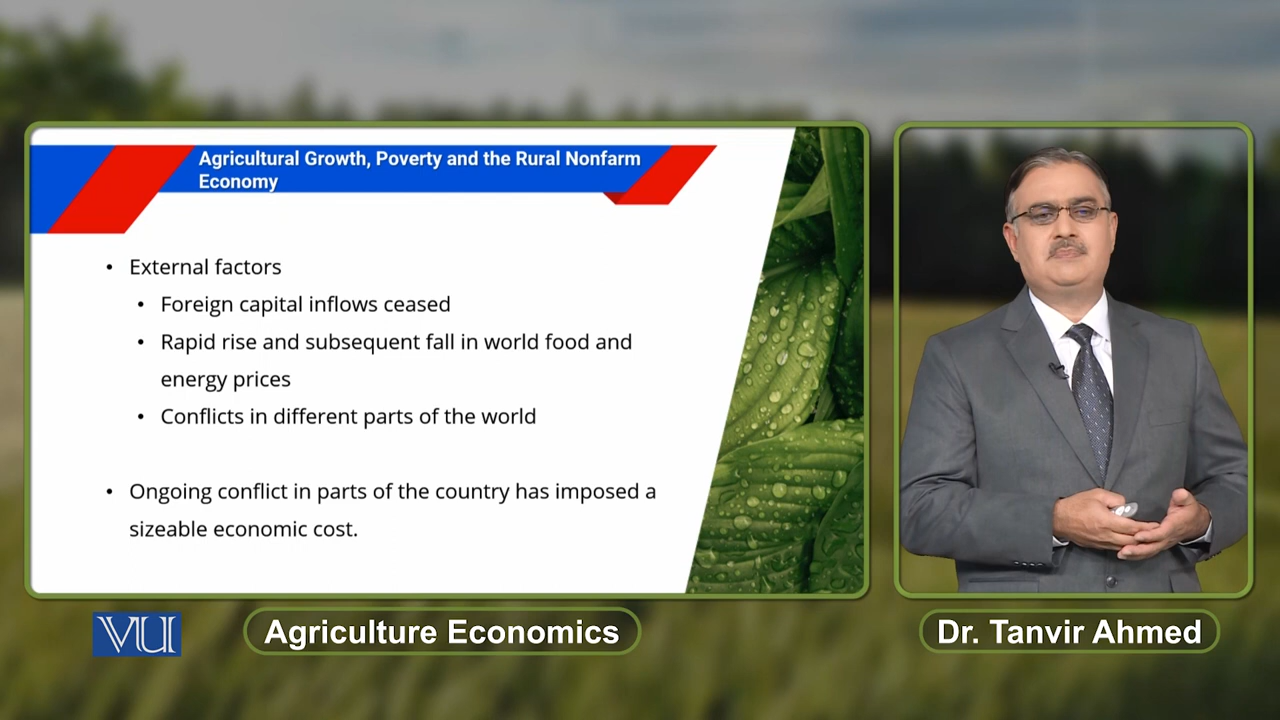 Agricultural Growth, Poverty and the Rural Nonfarm
Economy
• External factors
• Foreign capital inflows ceased
• Rapid rise and subsequent fall in world food and
energy prices
• Conflicts in different parts of the world
• Ongoing conflict in parts of the country has imposed a
sizeable economic cost.
VU
Agriculture Economics
Dr. Tanvir Ahmed